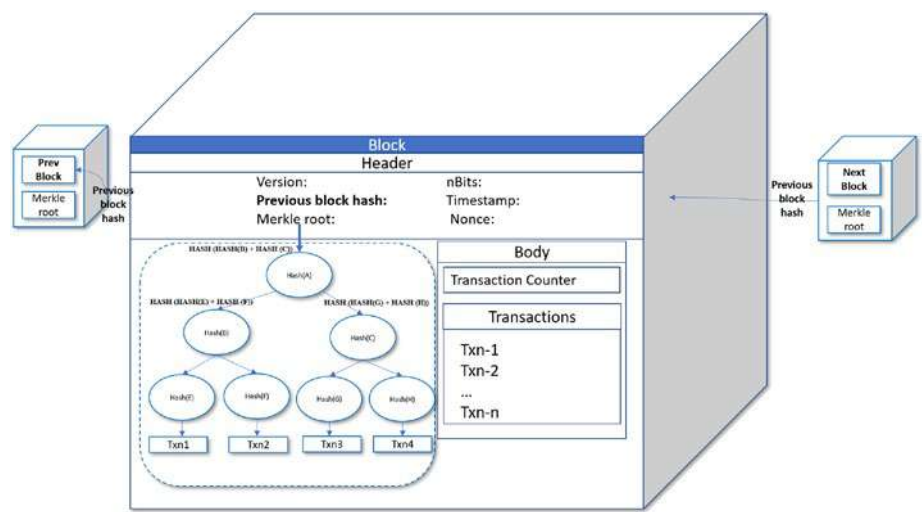 Block
Header
Version:
nBits:
Previous block hash:
Timestamp:
Merkle root:
Nonce:
Prev
Block
Merkle
root
Previous
block
hash
HASH (HASH(B) + HASH (C))
Hash(A)
HASH (HASH(E) + HASH (F))
HASH (HASH(G) + HASH (H))
Hash(B)
Hash(C)
Hash(E)
Hash(F)
Hash(G)
Hash(H)
Txn1
Txn2
Txn3
Txn4
Body
Transaction Counter
Transactions
Txn-1
Txn-2
...
Txn-n
Previous
block
hash
Next
Block
Merkle
root